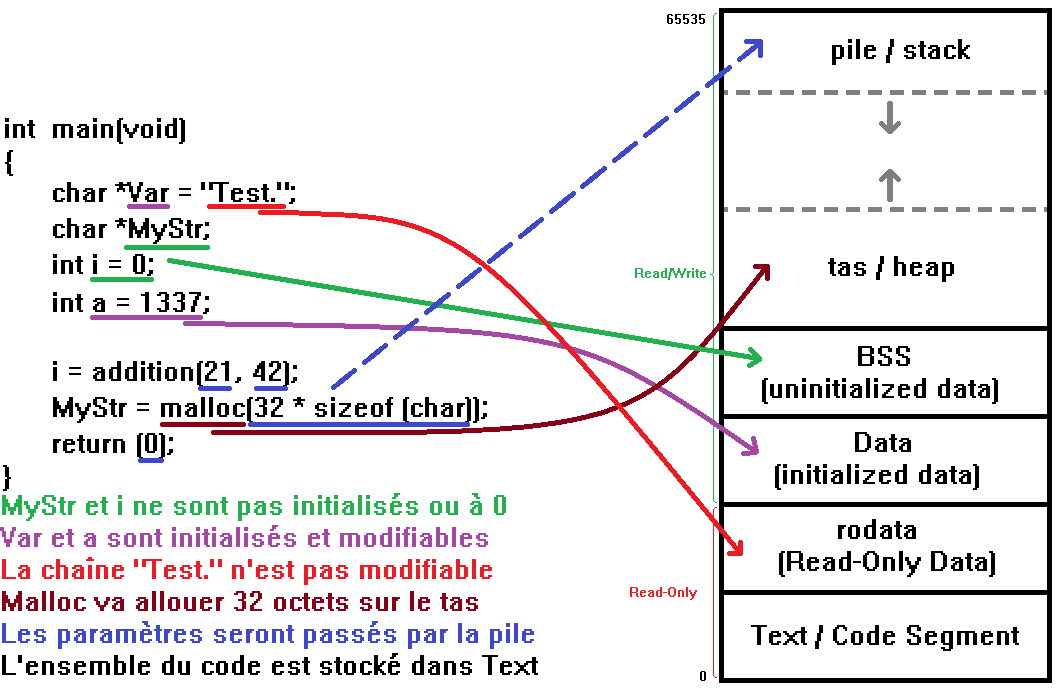 int main(void)
{
char *Var = "Test.";
char *MyStr;
int i = 0;
int a = 1337;
i = addition(21, 42);
MyStr = malloc(32 * sizeof (char));
return (0);
}
MyStr et i ne sont pas initialisés ou à 0
Var et a sont initialisés et modifiables
La chaîne "Test." n'est pas modifiable
Malloc va allouer 32 octets sur le tas
Les paramètres seront passés par la pile
L'ensemble du code est stocké dans Text
65535
pile / stack
Read/Write
tas / heap
BSS
(uninitialized data)
Data
(initialized data)
rodata
(Read-Only Data)
Read-Only
Text / Code Segment
0